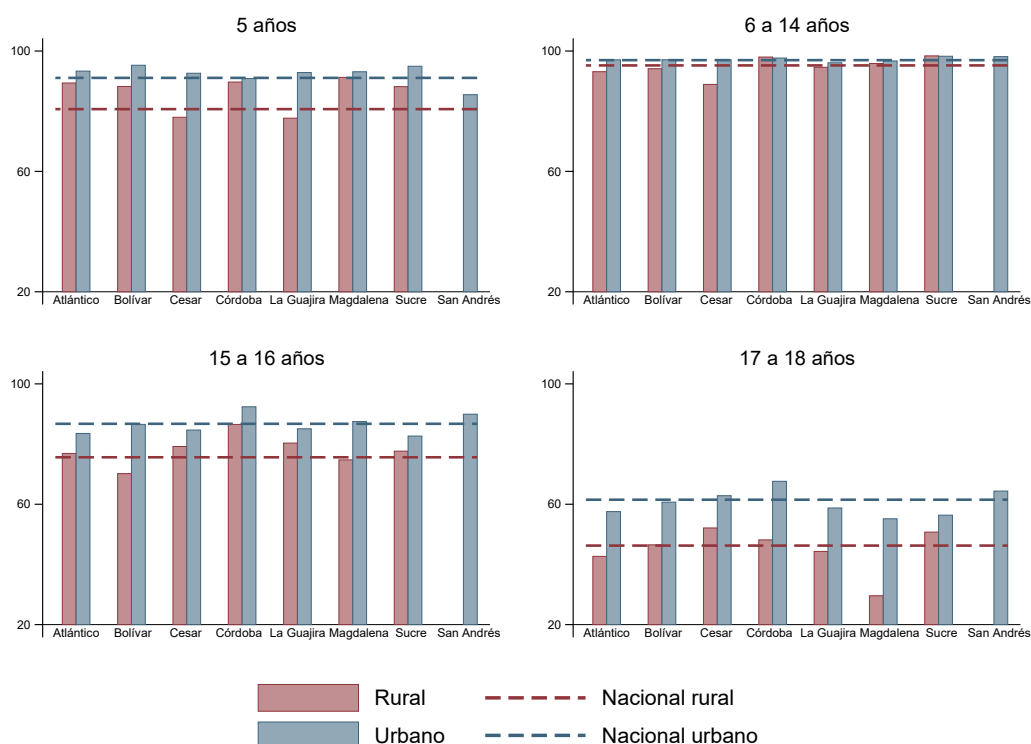 5 años
100
60
20
Atlántico Bolívar Cesar Córdoba La Guajira Magdalena Sucre San Andrés
6 a 14 años
100
60
20
Atlántico Bolívar Cesar Córdoba La Guajira Magdalena Sucre San Andrés
15 a 16 años
100
60
20
Atlántico Bolívar Cesar Córdoba La Guajira Magdalena Sucre San Andrés
17 a 18 años
100
60
20
Atlántico Bolívar Cesar Córdoba La Guajira Magdalena Sucre San Andrés
Rural Nacional rural
Urbano Nacional urbano